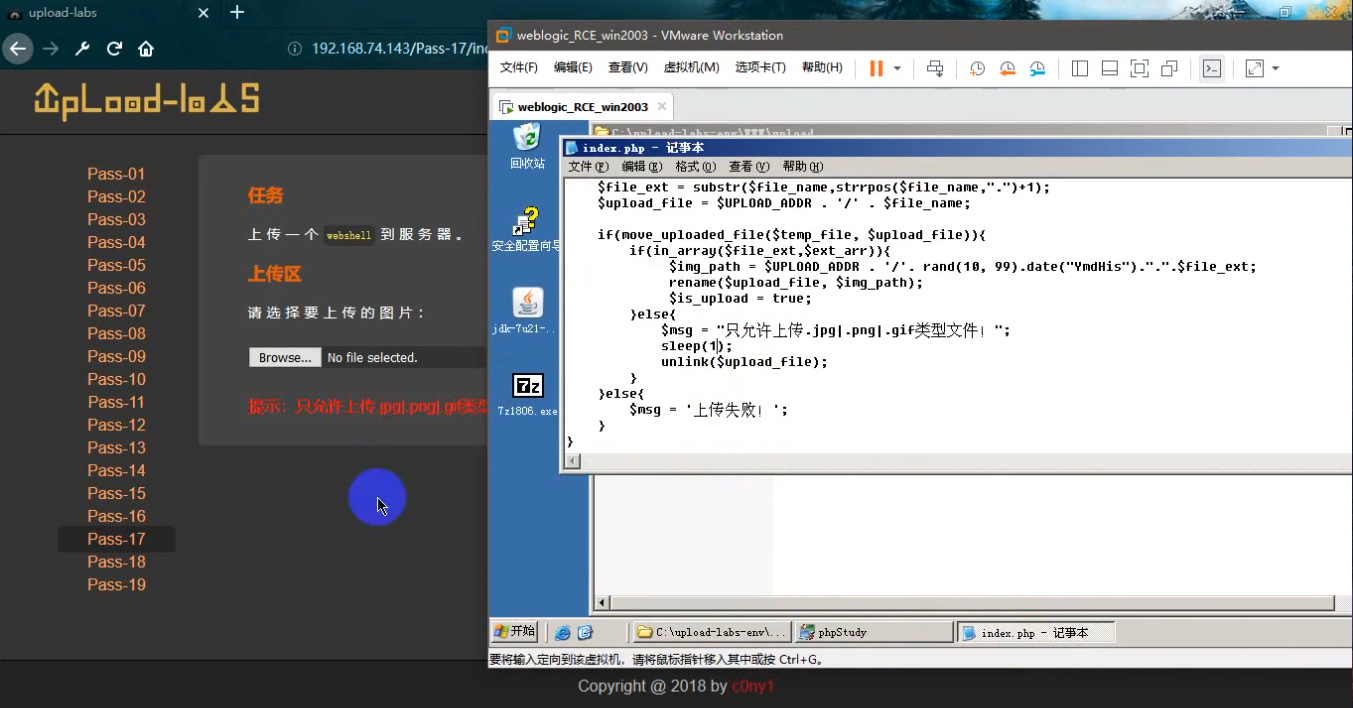 upload-labs
192.168.74.143/Pass-17/in
UpLoad-labS
Pass-01
Pass-02
Pass-03
Pass-04
Pass-05
Pass-06
Pass-07
Pass-08
Pass-09
Pass-10
Pass-11
Pass-12
Pass-13
Pass-14
Pass-15
Pass-16
Pass-17
Pass-18
Pass-19
任务
上传一个 webshell 到服务器。
上传区
请选择要上传的图片：
Browse... No file selected.
提示：只允许上传.jpg|.png|.gif类型
weblogic_RCE_win2003 - VMware Workstation
文件(F) 编辑(E) 查看(V) 虚拟机(M) 选项卡(T) 帮助(H)
weblogic_RCE_win2003
回收站
安全配置向导
jdk-7u21-...
7z1806.exe
C:\upload-labs-env\WWW\upload
index.php - 记事本
文件(F) 编辑(E) 格式(O) 查看(V) 帮助(H)
$file_ext = substr($file_name,strrpos($file_name,".")+1);
$upload_file = $UPLOAD_ADDR . '/' . $file_name;
if(move_uploaded_file($temp_file, $upload_file)){
if(in_array($file_ext,$ext_arr)){
$img_path = $UPLOAD_ADDR . '/'. rand(10, 99).date("YmdHis").".".$file_ext;
rename($upload_file, $img_path);
$is_upload = true;
}else{
$msg = "只允许上传.jpg|.png|.gif类型文件！";
sleep(1);
unlink($upload_file);
}
}else{
$msg = '上传失败！';
}
}
开始
C:\upload-labs-env\...
phpStudy
index.php - 记事本
要将输入定向到该虚拟机，请将鼠标指针移入其中或按 Ctrl+G。
Copyright @ 2018 by c0ny1